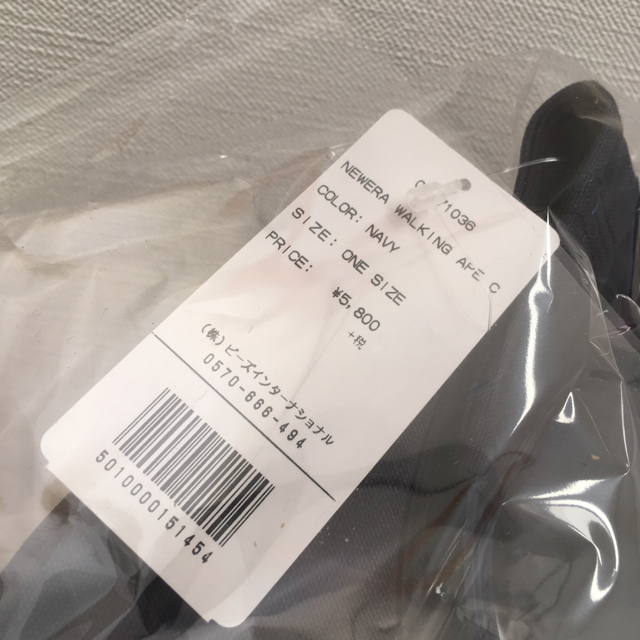 1036
NEWERA WALKING APE C
COLOR: NAVY
SIZE: ONE SIZE
PRICE: ¥5,800
+税
(株)ビーズインターナショナル
0570-666-494
5010000151454